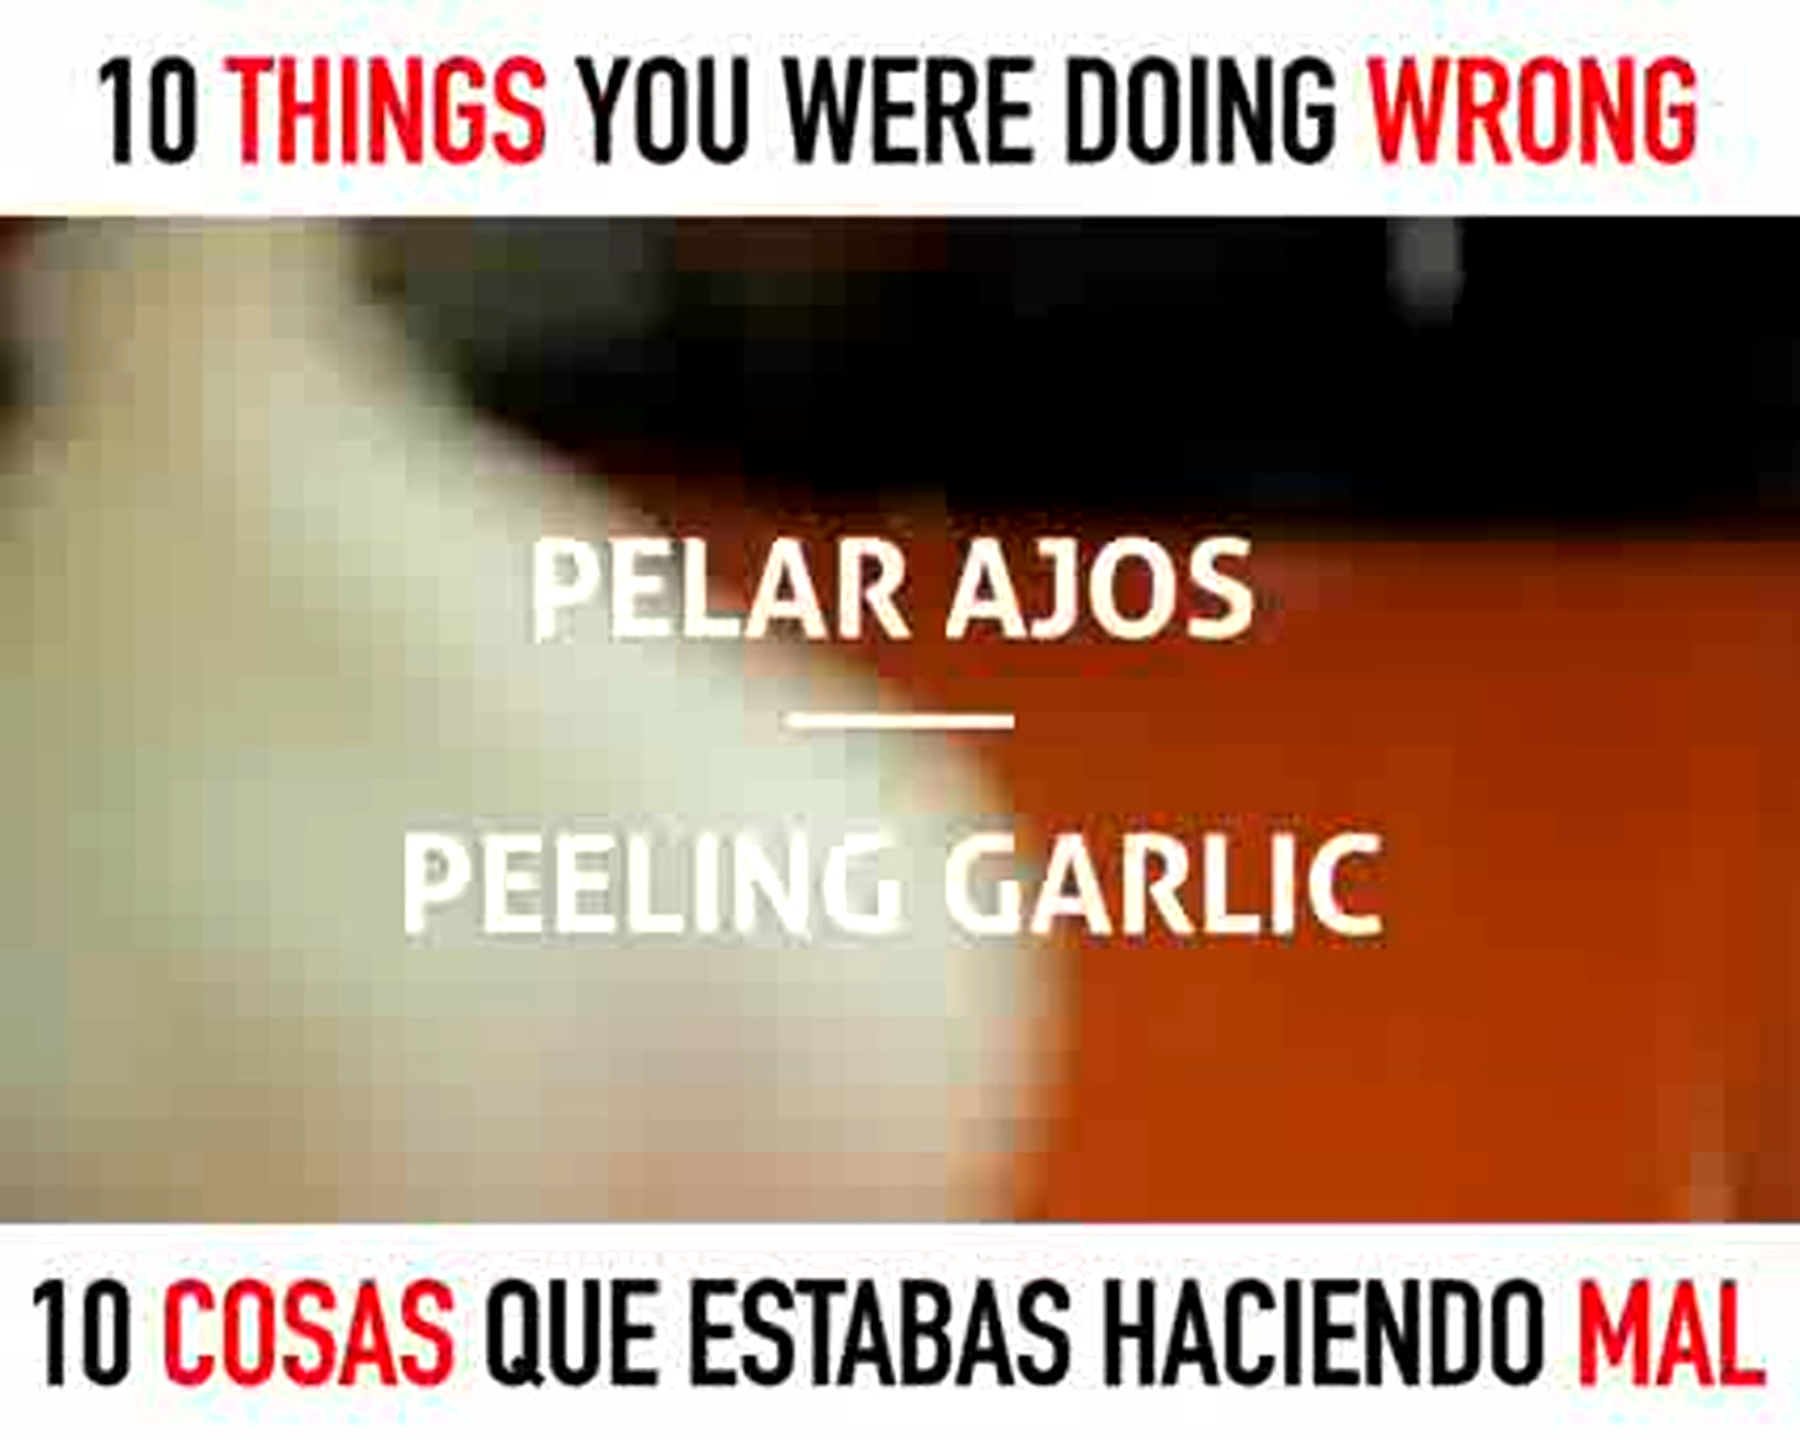 10 THINGS YOU WERE DOING WRONG
PELAR AJOS
PEELING GARLIC
10 COSAS QUE ESTABAS HACIENDO MAL